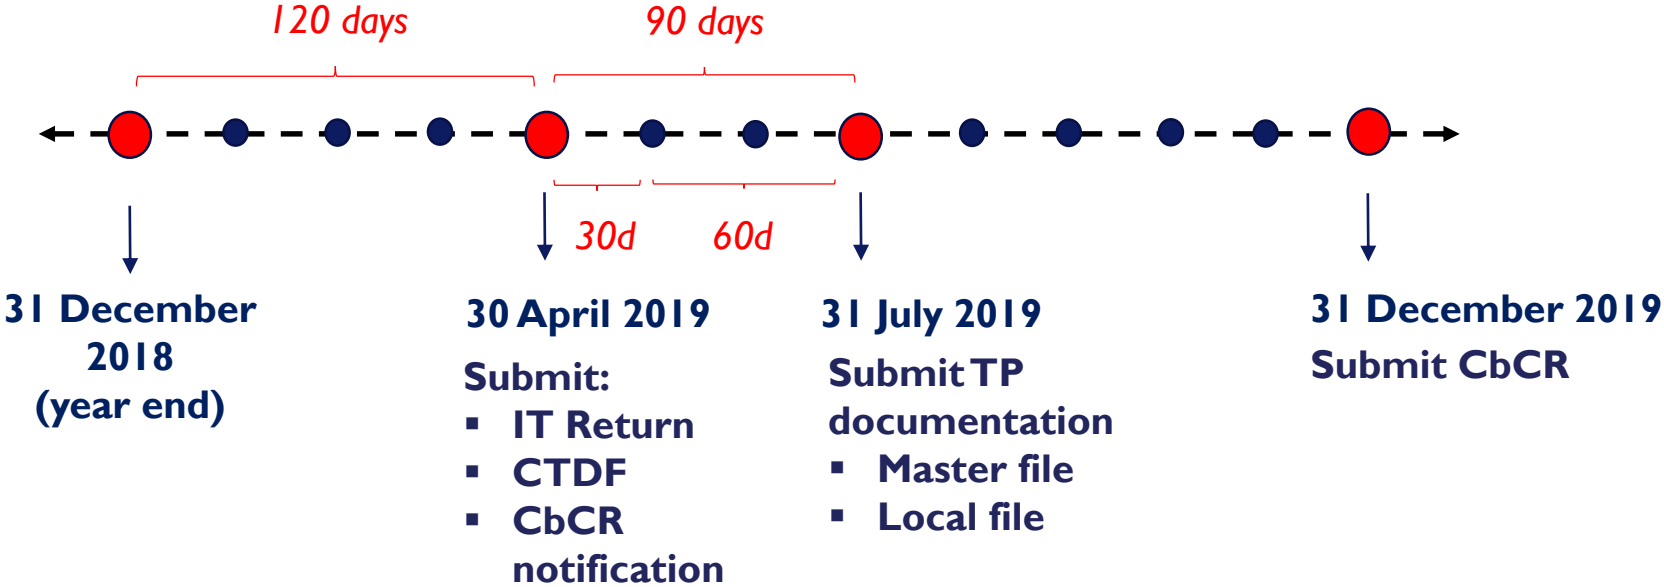 120 days
90 days
30d
60d
31 December
2018
(year end)
30 April 2019
Submit:
▪ IT Return
▪ CTDF
▪ CbCR
notification
31 July 2019
Submit TP
documentation
▪ Master file
▪ Local file
31 December 2019
Submit CbCR